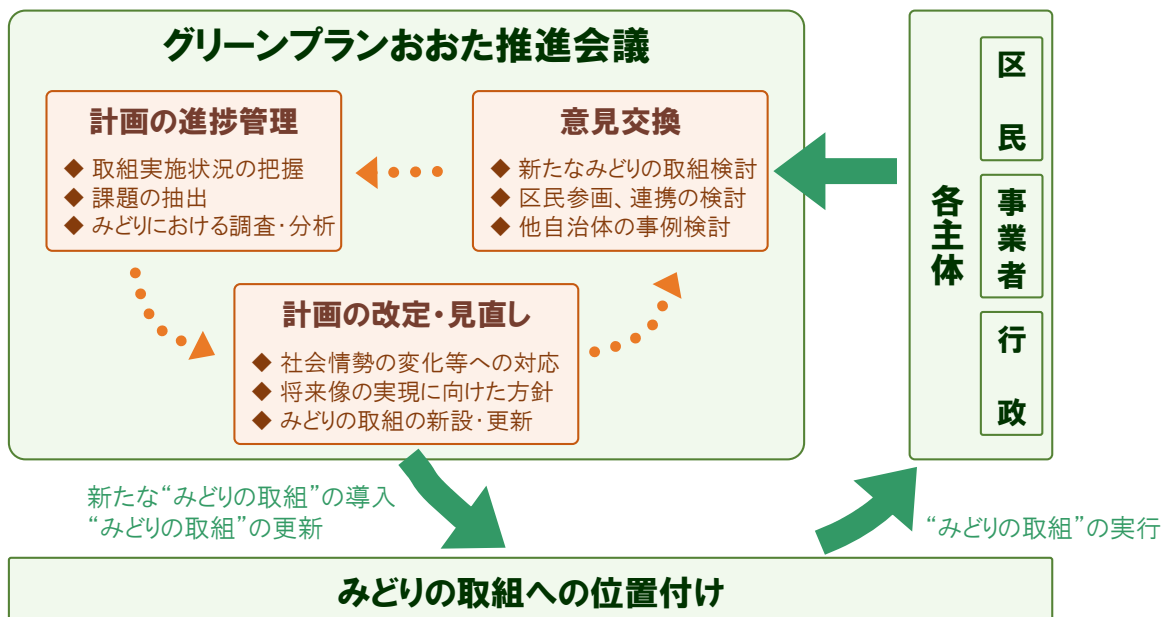 グリーンプランおおた推進会議
計画の進捗管理
◆ 取組実施状況の把握
◆ 課題の抽出
◆ みどりにおける調査・分析
意見交換
◆ 新たなみどりの取組検討
◆ 区民参画、連携の検討
◆ 他自治体の事例検討
計画の改定・見直し
◆ 社会情勢の変化等への対応
◆ 将来像の実現に向けた方針
◆ みどりの取組の新設・更新
各主体
区民
事業者
行政
新たな“みどりの取組”の導入
“みどりの取組”の更新
“みどりの取組”の実行
みどりの取組への位置付け